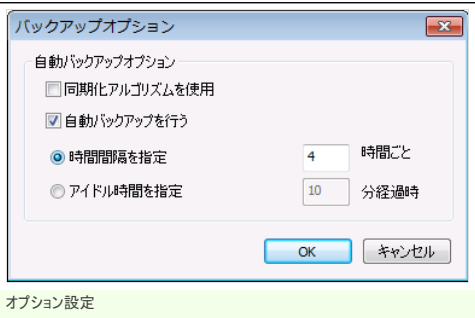 バックアップオプション
自動バックアップオプション
同期化アルゴリズムを使用
自動バックアップを行う
時間間隔を指定 4 時間ごと
アイドル時間を指定 10 分経過時
OK キャンセル
オプション設定